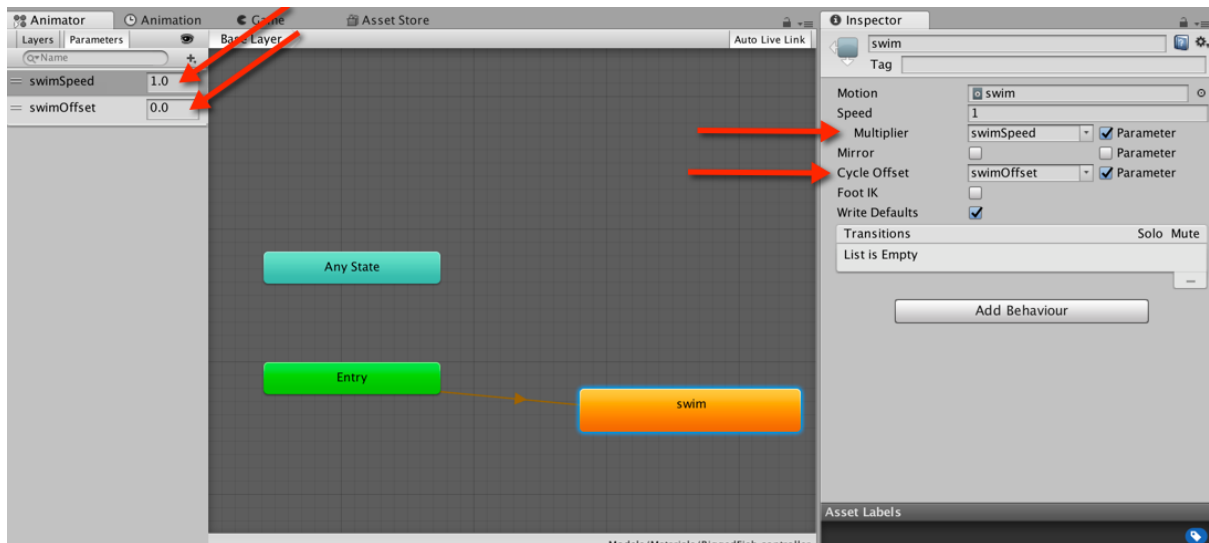 Animator
Animation
Game
Asset Store
Inspector
Layers
Parameters
Base Layer
Auto Live Link
swim
Tag
Name
swimSpeed 1.0
swimOffset 0.0
Any State
Entry
swim
Motion swim
Speed 1
Multiplier swimSpeed Parameter
Mirror Parameter
Cycle Offset swimOffset Parameter
Foot IK
Write Defaults
Transitions Solo Mute
List is Empty
Add Behaviour
Asset Labels